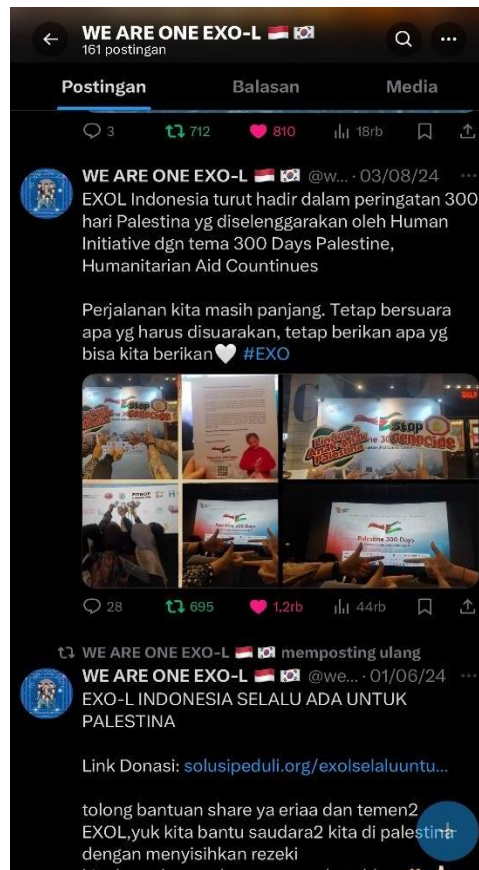 WE ARE ONE EXO-L 🇮🇩 🇰🇷
161 postingan
Postingan Balasan Media
3 712 810 18rb
WE ARE ONE EXO-L 🇮🇩 🇰🇷 @w... · 03/08/24
EXOL Indonesia turut hadir dalam peringatan 300
hari Palestina yg diselenggarakan oleh Human
Initiative dgn tema 300 Days Palestine,
Humanitarian Aid Countinues
Perjalanan kita masih panjang. Tetap bersuara
apa yg harus disuarakan, tetap berikan apa yg
bisa kita berikan🤍 #EXO
Stop
Genocide
Stop
Genocide
Palestine 300 Days
Palestine 300 Days
28 695 1,2rb 44rb
WE ARE ONE EXO-L 🇮🇩 🇰🇷 memposting ulang
WE ARE ONE EXO-L 🇮🇩 🇰🇷 @we... · 01/06/24
EXO-L INDONESIA SELALU ADA UNTUK
PALESTINA
Link Donasi: solusipeduli.org/exolselaluuntu...
tolong bantuan share ya eriaa dan temen2
EXOL,yuk kita bantu saudara2 kita di palestina
dengan menyisihkan rezeki